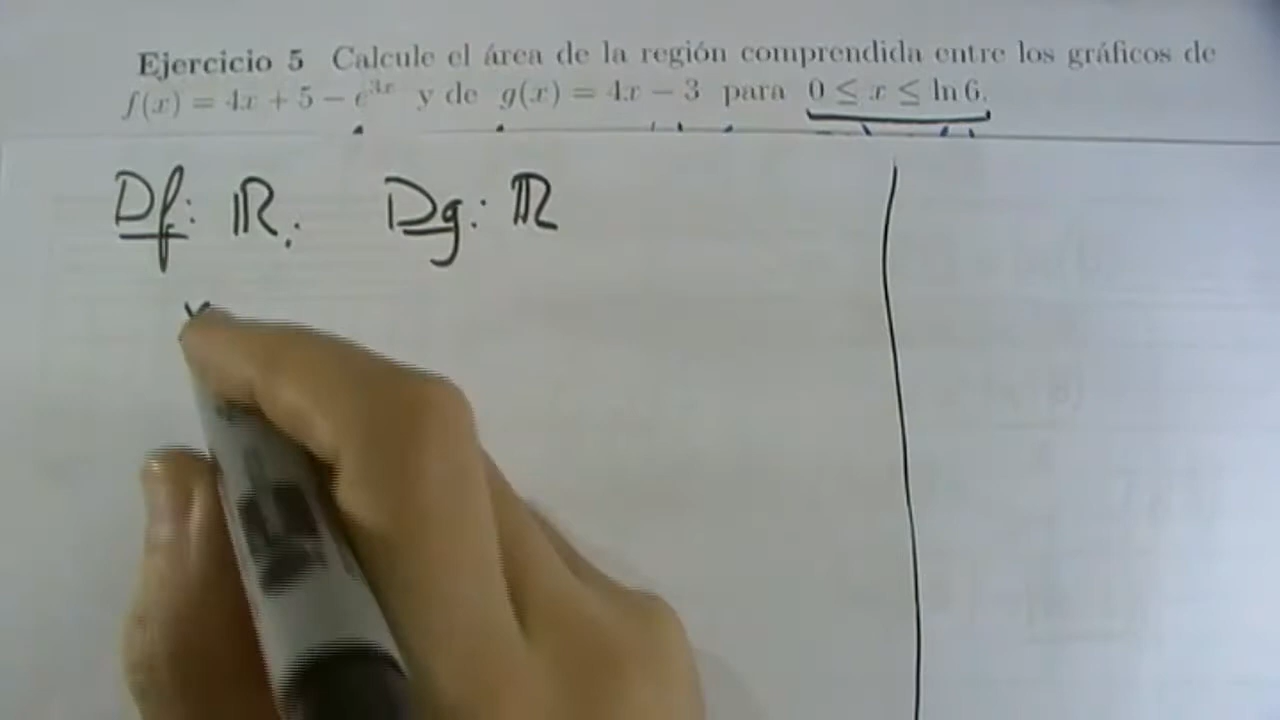 Ejercicio 5 Calcule el área de la región comprendida entre los gráficos de
f(x) = 4x + 5 − e^{3x} y de g(x) = 4x − 3 para 0 ≤ x ≤ ln 6.
Df: ℝ. Dg: ℝ